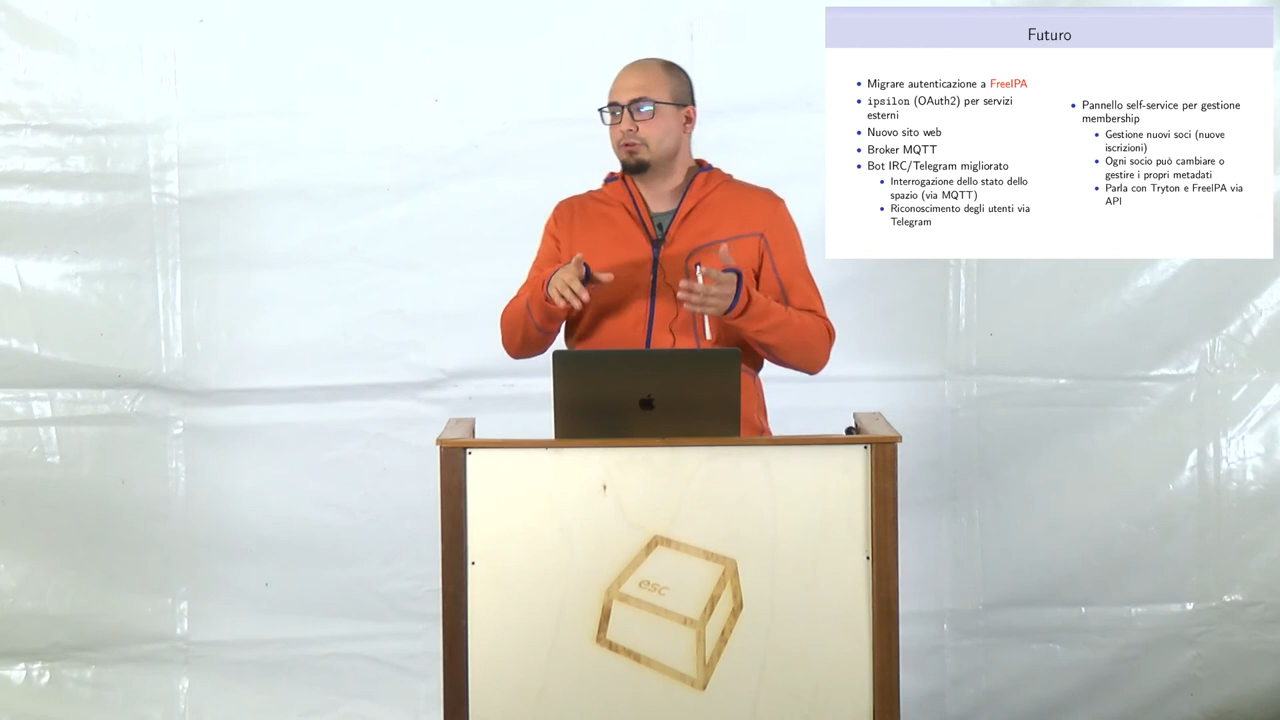 Futuro
Migrare autenticazione a FreeIPA
ipsilon (OAuth2) per servizi
esterni
Nuovo sito web
Broker MQTT
Bot IRC/Telegram migliorato
Interrogazione dello stato dello
spazio (via MQTT)
Riconoscimento degli utenti via
Telegram
Pannello self-service per gestione
membership
Gestione nuovi soci (nuove
iscrizioni)
Ogni socio può cambiare o
gestire i propri metadati
Parla con Tryton e FreeIPA via
API
esc